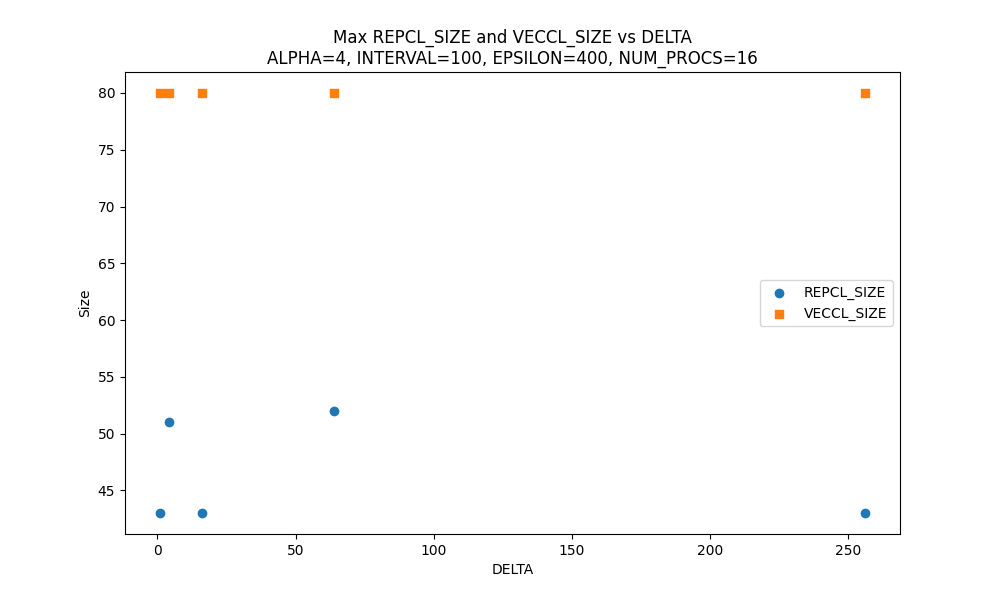 Max REPCL_SIZE and VECCL_SIZE vs DELTA
ALPHA=4, INTERVAL=100, EPSILON=400, NUM_PROCS=16
80
75
70
65
60
55
50
45
Size
REPCL_SIZE
VECCL_SIZE
0 50 100 150 200 250
DELTA